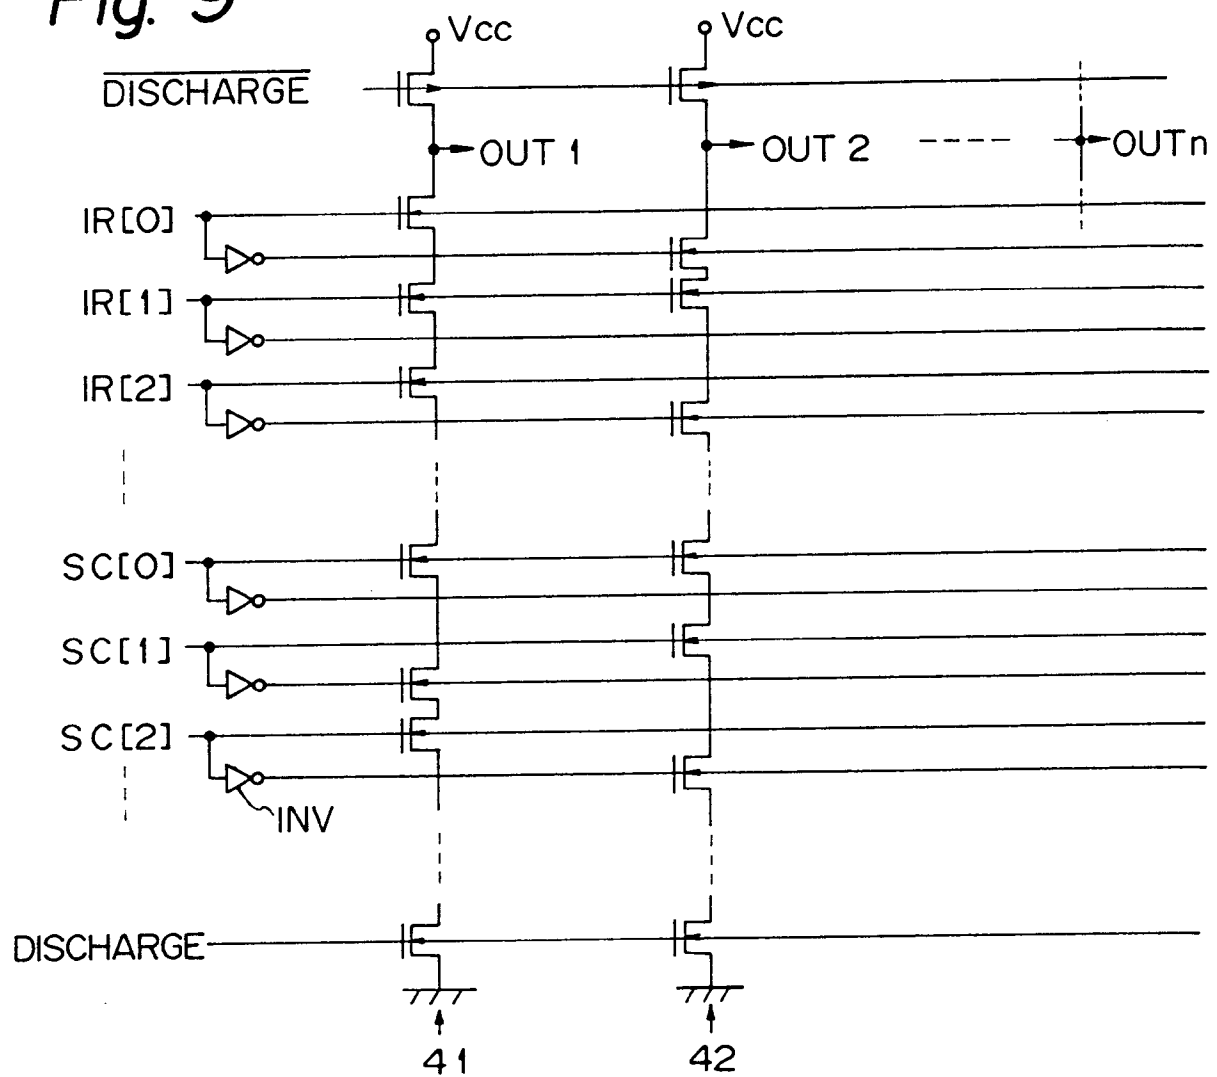 Fig. 9
Vcc
Vcc
DISCHARGE
OUT 1
OUT 2
OUTn
IR[0]
IR[1]
IR[2]
SC[0]
SC[1]
SC[2]
INV
DISCHARGE
41
42